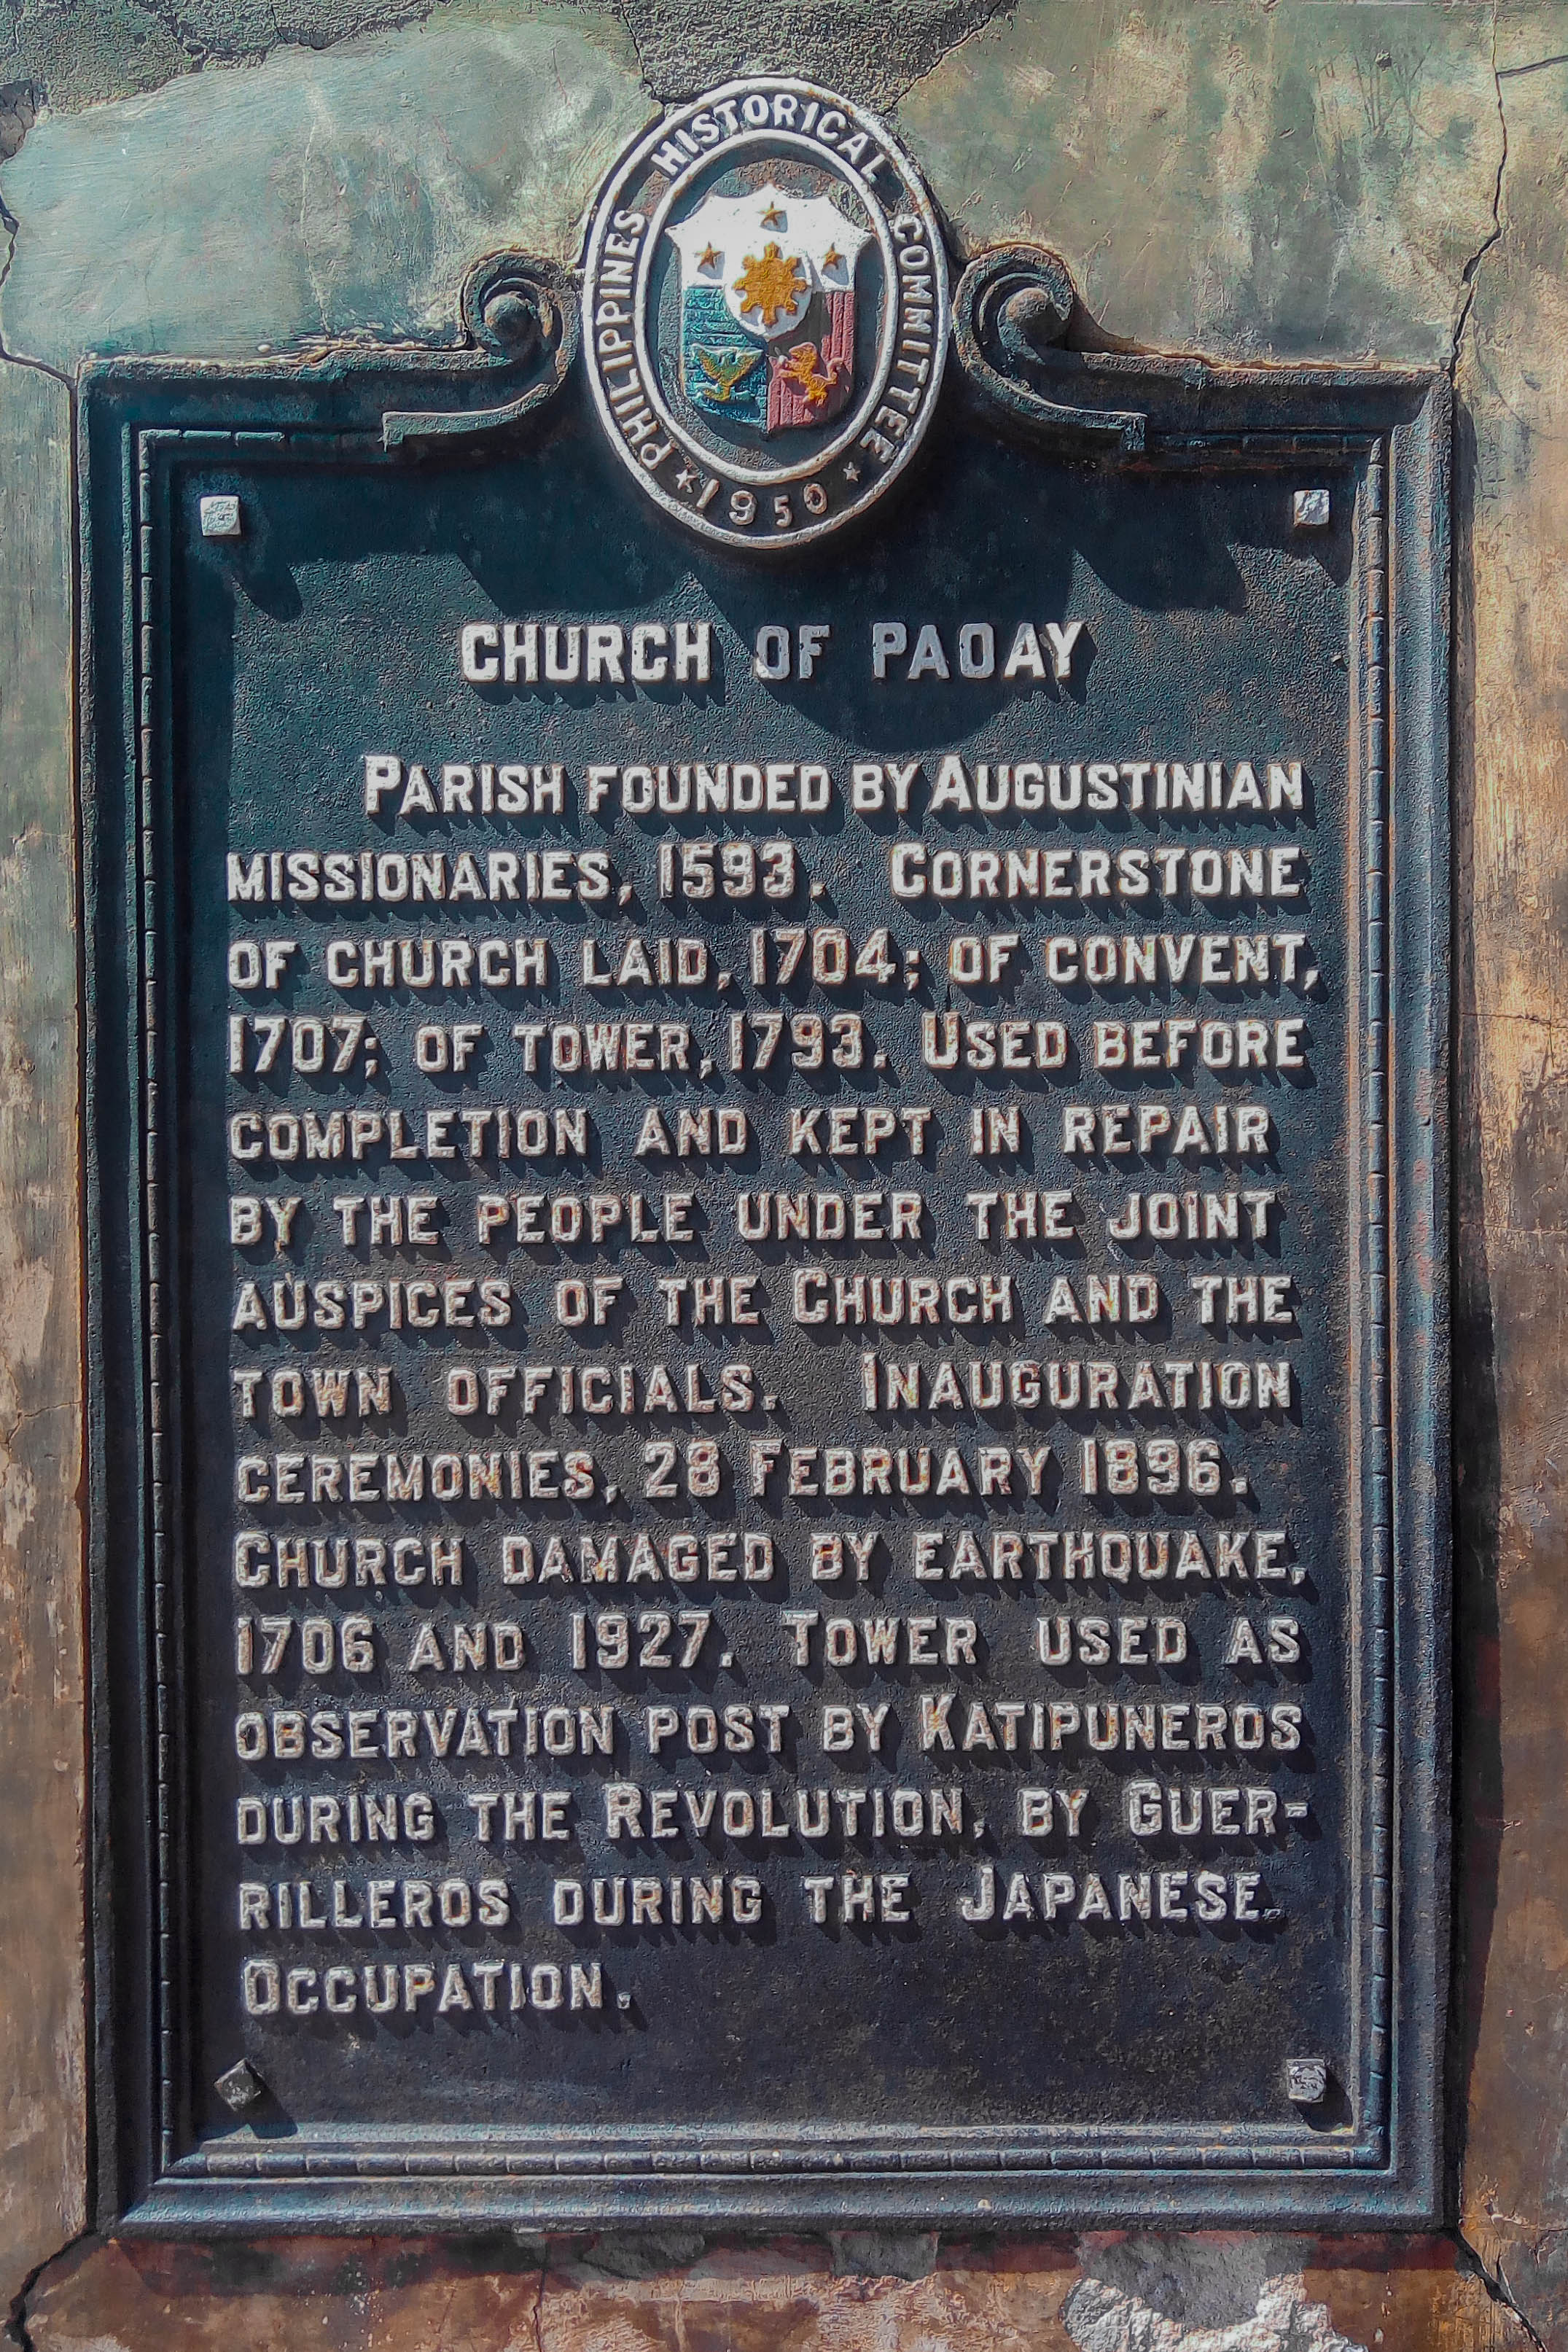 PHILIPPINES HISTORICAL COMMITTEE
★ 1950 ★
CHURCH OF PAOAY
PARISH FOUNDED BY AUGUSTINIAN
MISSIONARIES, 1593. CORNERSTONE
OF CHURCH LAID, 1704; OF CONVENT,
1707; OF TOWER, 1793. USED BEFORE
COMPLETION AND KEPT IN REPAIR
BY THE PEOPLE UNDER THE JOINT
AUSPICES OF THE CHURCH AND THE
TOWN OFFICIALS. INAUGURATION
CEREMONIES, 28 FEBRUARY 1896.
CHURCH DAMAGED BY EARTHQUAKE,
1706 AND 1927. TOWER USED AS
OBSERVATION POST BY KATIPUNEROS
DURING THE REVOLUTION, BY GUER-
RILLEROS DURING THE JAPANESE.
OCCUPATION.